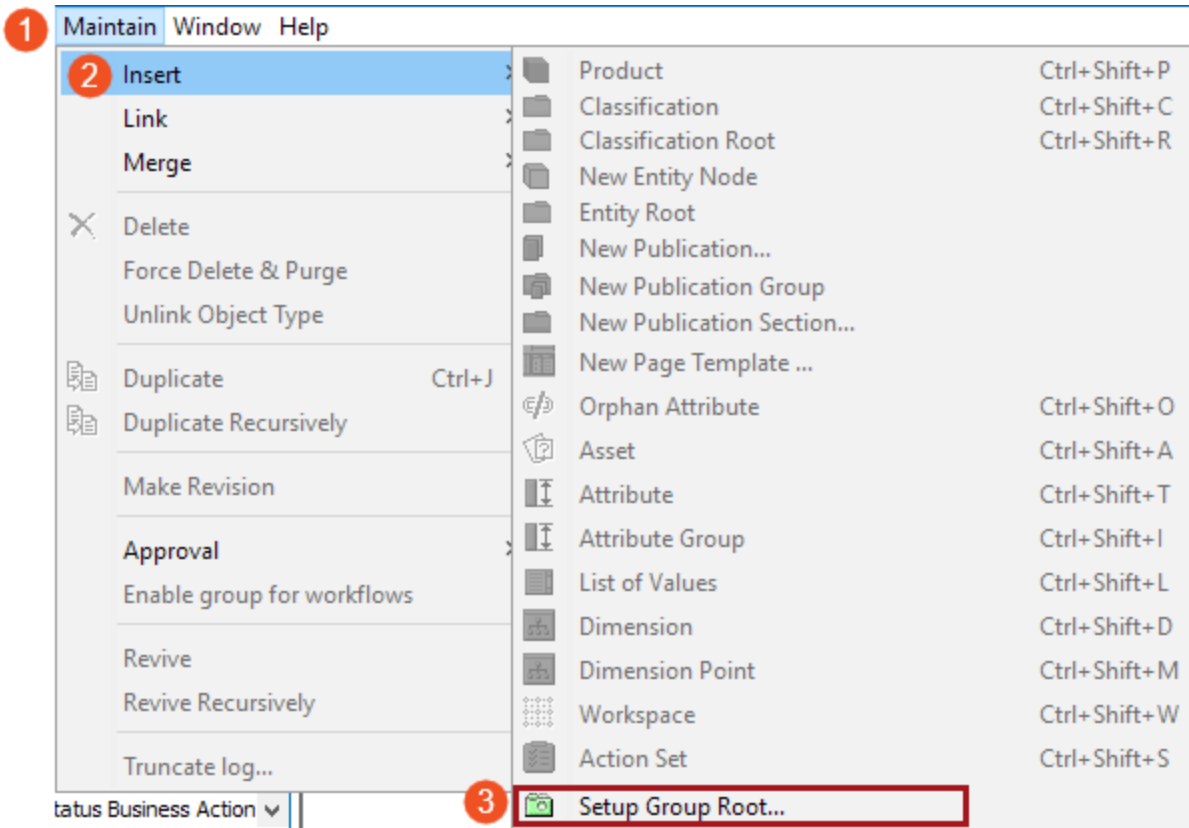 1 Maintain Window Help
2 Insert
Link
Merge
Delete
Force Delete & Purge
Unlink Object Type
Duplicate Ctrl+J
Duplicate Recursively
Make Revision
Approval
Enable group for workflows
Revive
Revive Recursively
Truncate log...
tatus Business Action
Product Ctrl+Shift+P
Classification Ctrl+Shift+C
Classification Root Ctrl+Shift+R
New Entity Node
Entity Root
New Publication...
New Publication Group
New Publication Section...
New Page Template ...
Orphan Attribute Ctrl+Shift+O
Asset Ctrl+Shift+A
Attribute Ctrl+Shift+T
Attribute Group Ctrl+Shift+I
List of Values Ctrl+Shift+L
Dimension Ctrl+Shift+D
Dimension Point Ctrl+Shift+M
Workspace Ctrl+Shift+W
Action Set Ctrl+Shift+S
3 Setup Group Root...